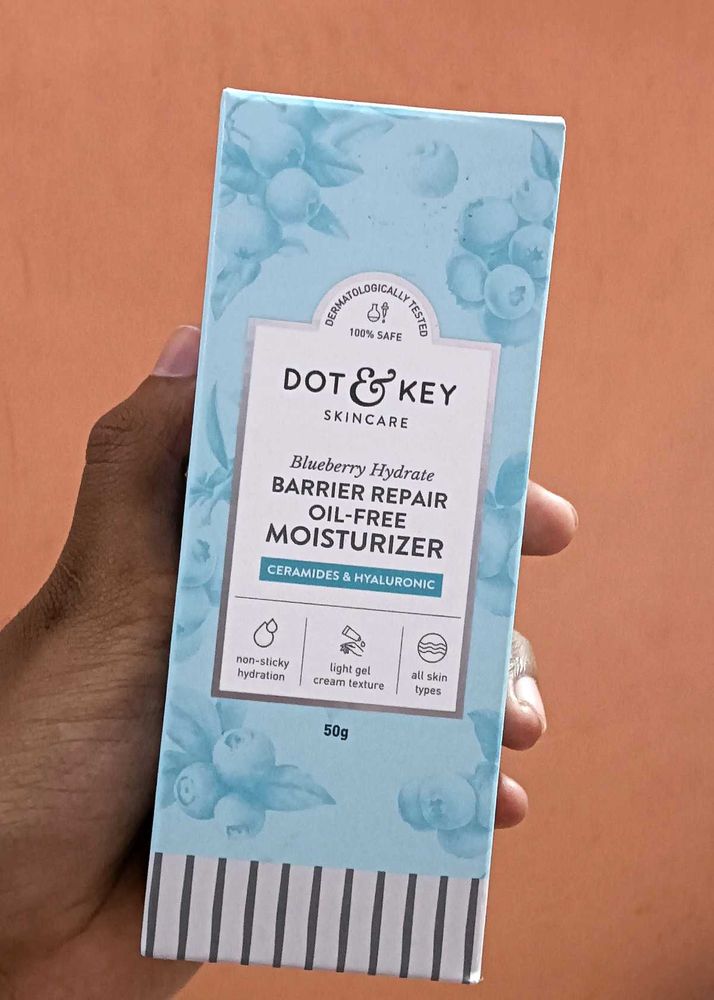 DERMATOLOGICALLY TESTED
100% SAFE
DOT & KEY
SKINCARE
Blueberry Hydrate
BARRIER REPAIR
OIL-FREE
MOISTURIZER
CERAMIDES & HYALURONIC
non-sticky
hydration
light gel
cream texture
all skin
types
50g